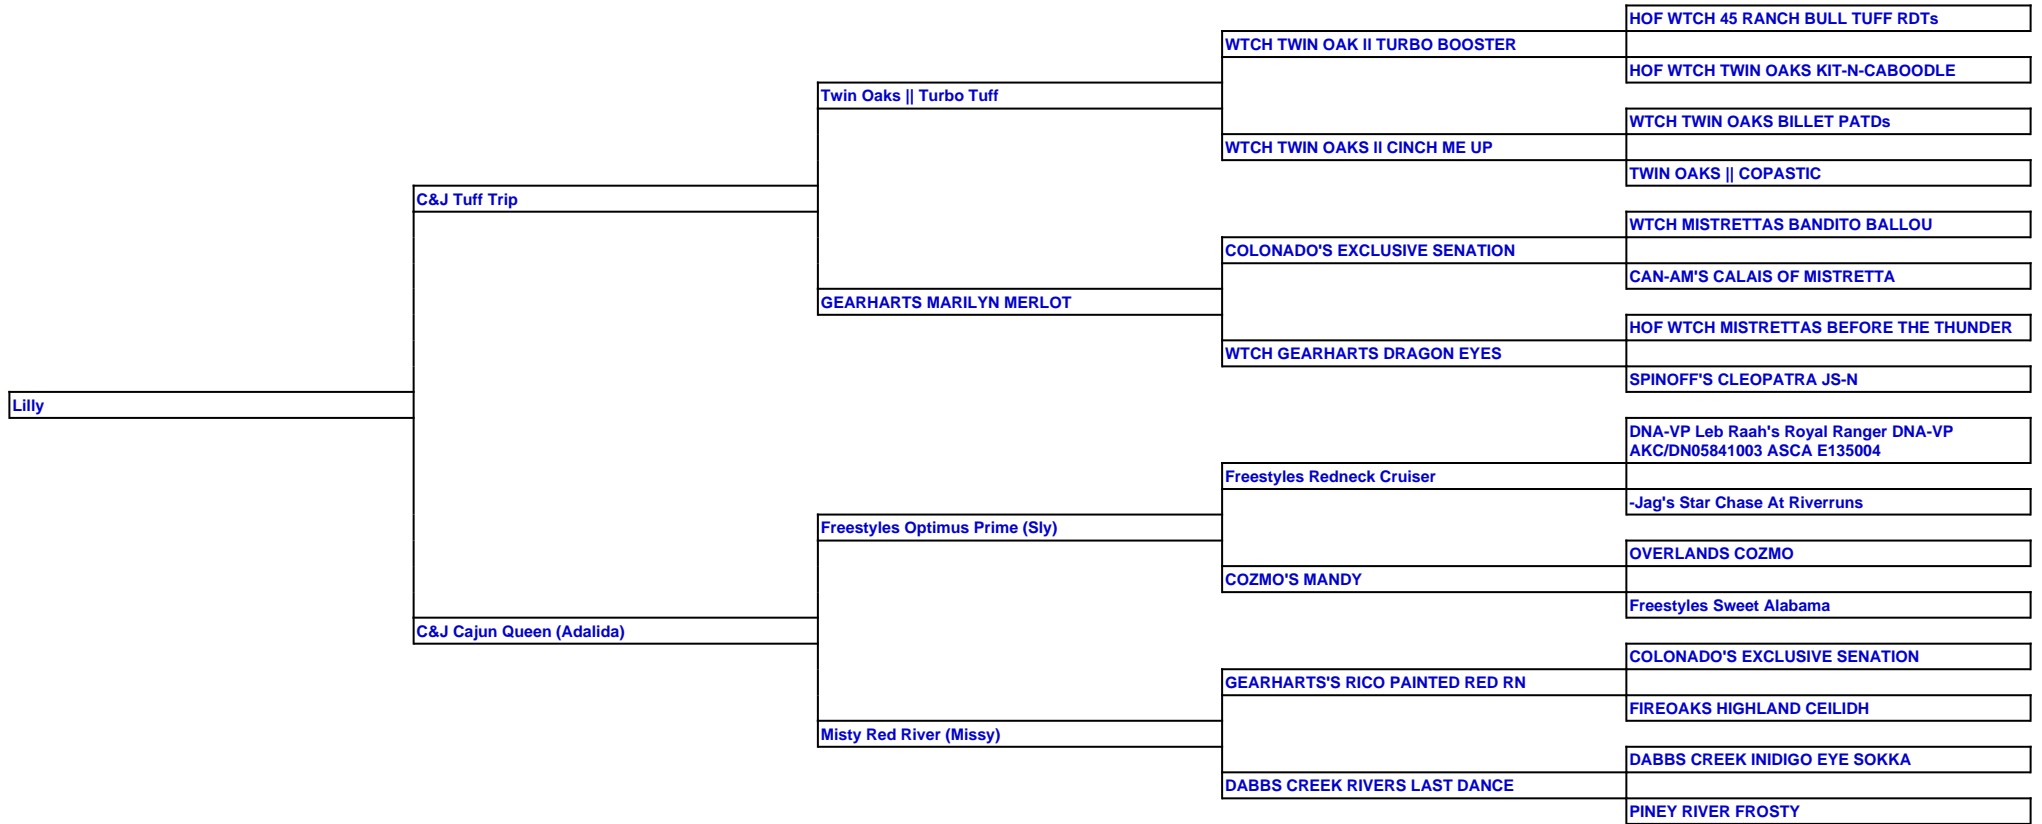 HOF WTCH 45 RANCH BULL TUFF RDTs
WTCH TWIN OAK II TURBO BOOSTER
HOF WTCH TWIN OAKS KIT-N-CABOODLE
Twin Oaks || Turbo Tuff
WTCH TWIN OAKS BILLET PATDs
WTCH TWIN OAKS II CINCH ME UP
TWIN OAKS || COPASTIC
C&J Tuff Trip
WTCH MISTRETTAS BANDITO BALLOU
COLONADO'S EXCLUSIVE SENATION
CAN-AM'S CALAIS OF MISTRETTA
GEARHARTS MARILYN MERLOT
HOF WTCH MISTRETTAS BEFORE THE THUNDER
WTCH GEARHARTS DRAGON EYES
SPINOFF'S CLEOPATRA JS-N
Lilly
DNA-VP Leb Raah's Royal Ranger DNA-VP
AKC/DN05841003 ASCA E135004
Freestyles Redneck Cruiser
-Jag's Star Chase At Riverruns
Freestyles Optimus Prime (Sly)
OVERLANDS COZMO
COZMO'S MANDY
Freestyles Sweet Alabama
C&J Cajun Queen (Adalida)
COLONADO'S EXCLUSIVE SENATION
GEARHARTS'S RICO PAINTED RED RN
FIREOAKS HIGHLAND CEILIDH
Misty Red River (Missy)
DABBS CREEK INIDIGO EYE SOKKA
DABBS CREEK RIVERS LAST DANCE
PINEY RIVER FROSTY